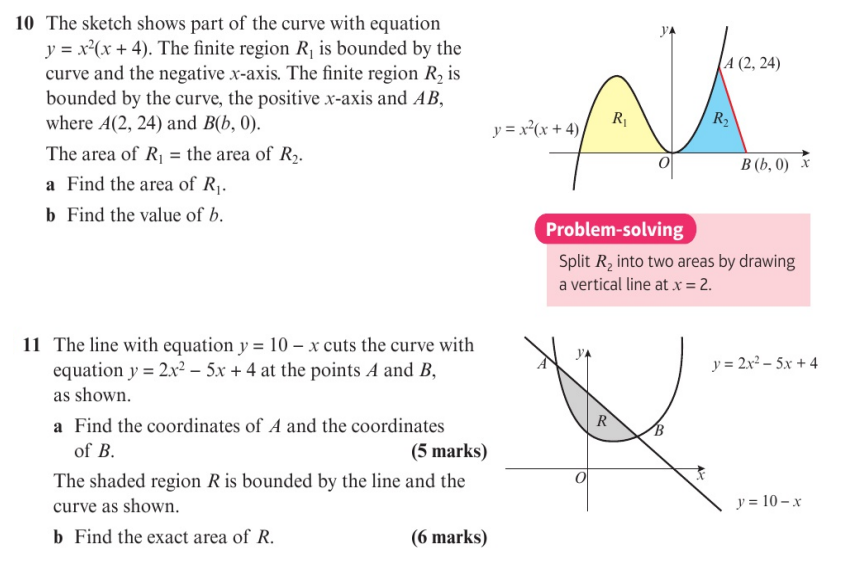 10 The sketch shows part of the curve with equation
y = x²(x + 4). The finite region R₁ is bounded by the
curve and the negative x-axis. The finite region R₂ is
bounded by the curve, the positive x-axis and AB,
where A(2, 24) and B(b, 0).
The area of R₁ = the area of R₂.
a Find the area of R₁.
b Find the value of b.
y
A (2, 24)
R₁
R₂
y = x²(x + 4)
O
B (b, 0)
x
Problem-solving
Split R₂ into two areas by drawing
a vertical line at x = 2.
11 The line with equation y = 10 – x cuts the curve with
equation y = 2x² – 5x + 4 at the points A and B,
as shown.
a Find the coordinates of A and the coordinates
of B. (5 marks)
The shaded region R is bounded by the line and the
curve as shown.
b Find the exact area of R. (6 marks)
y
A
y = 2x² – 5x + 4
R
B
O
x
y = 10 – x